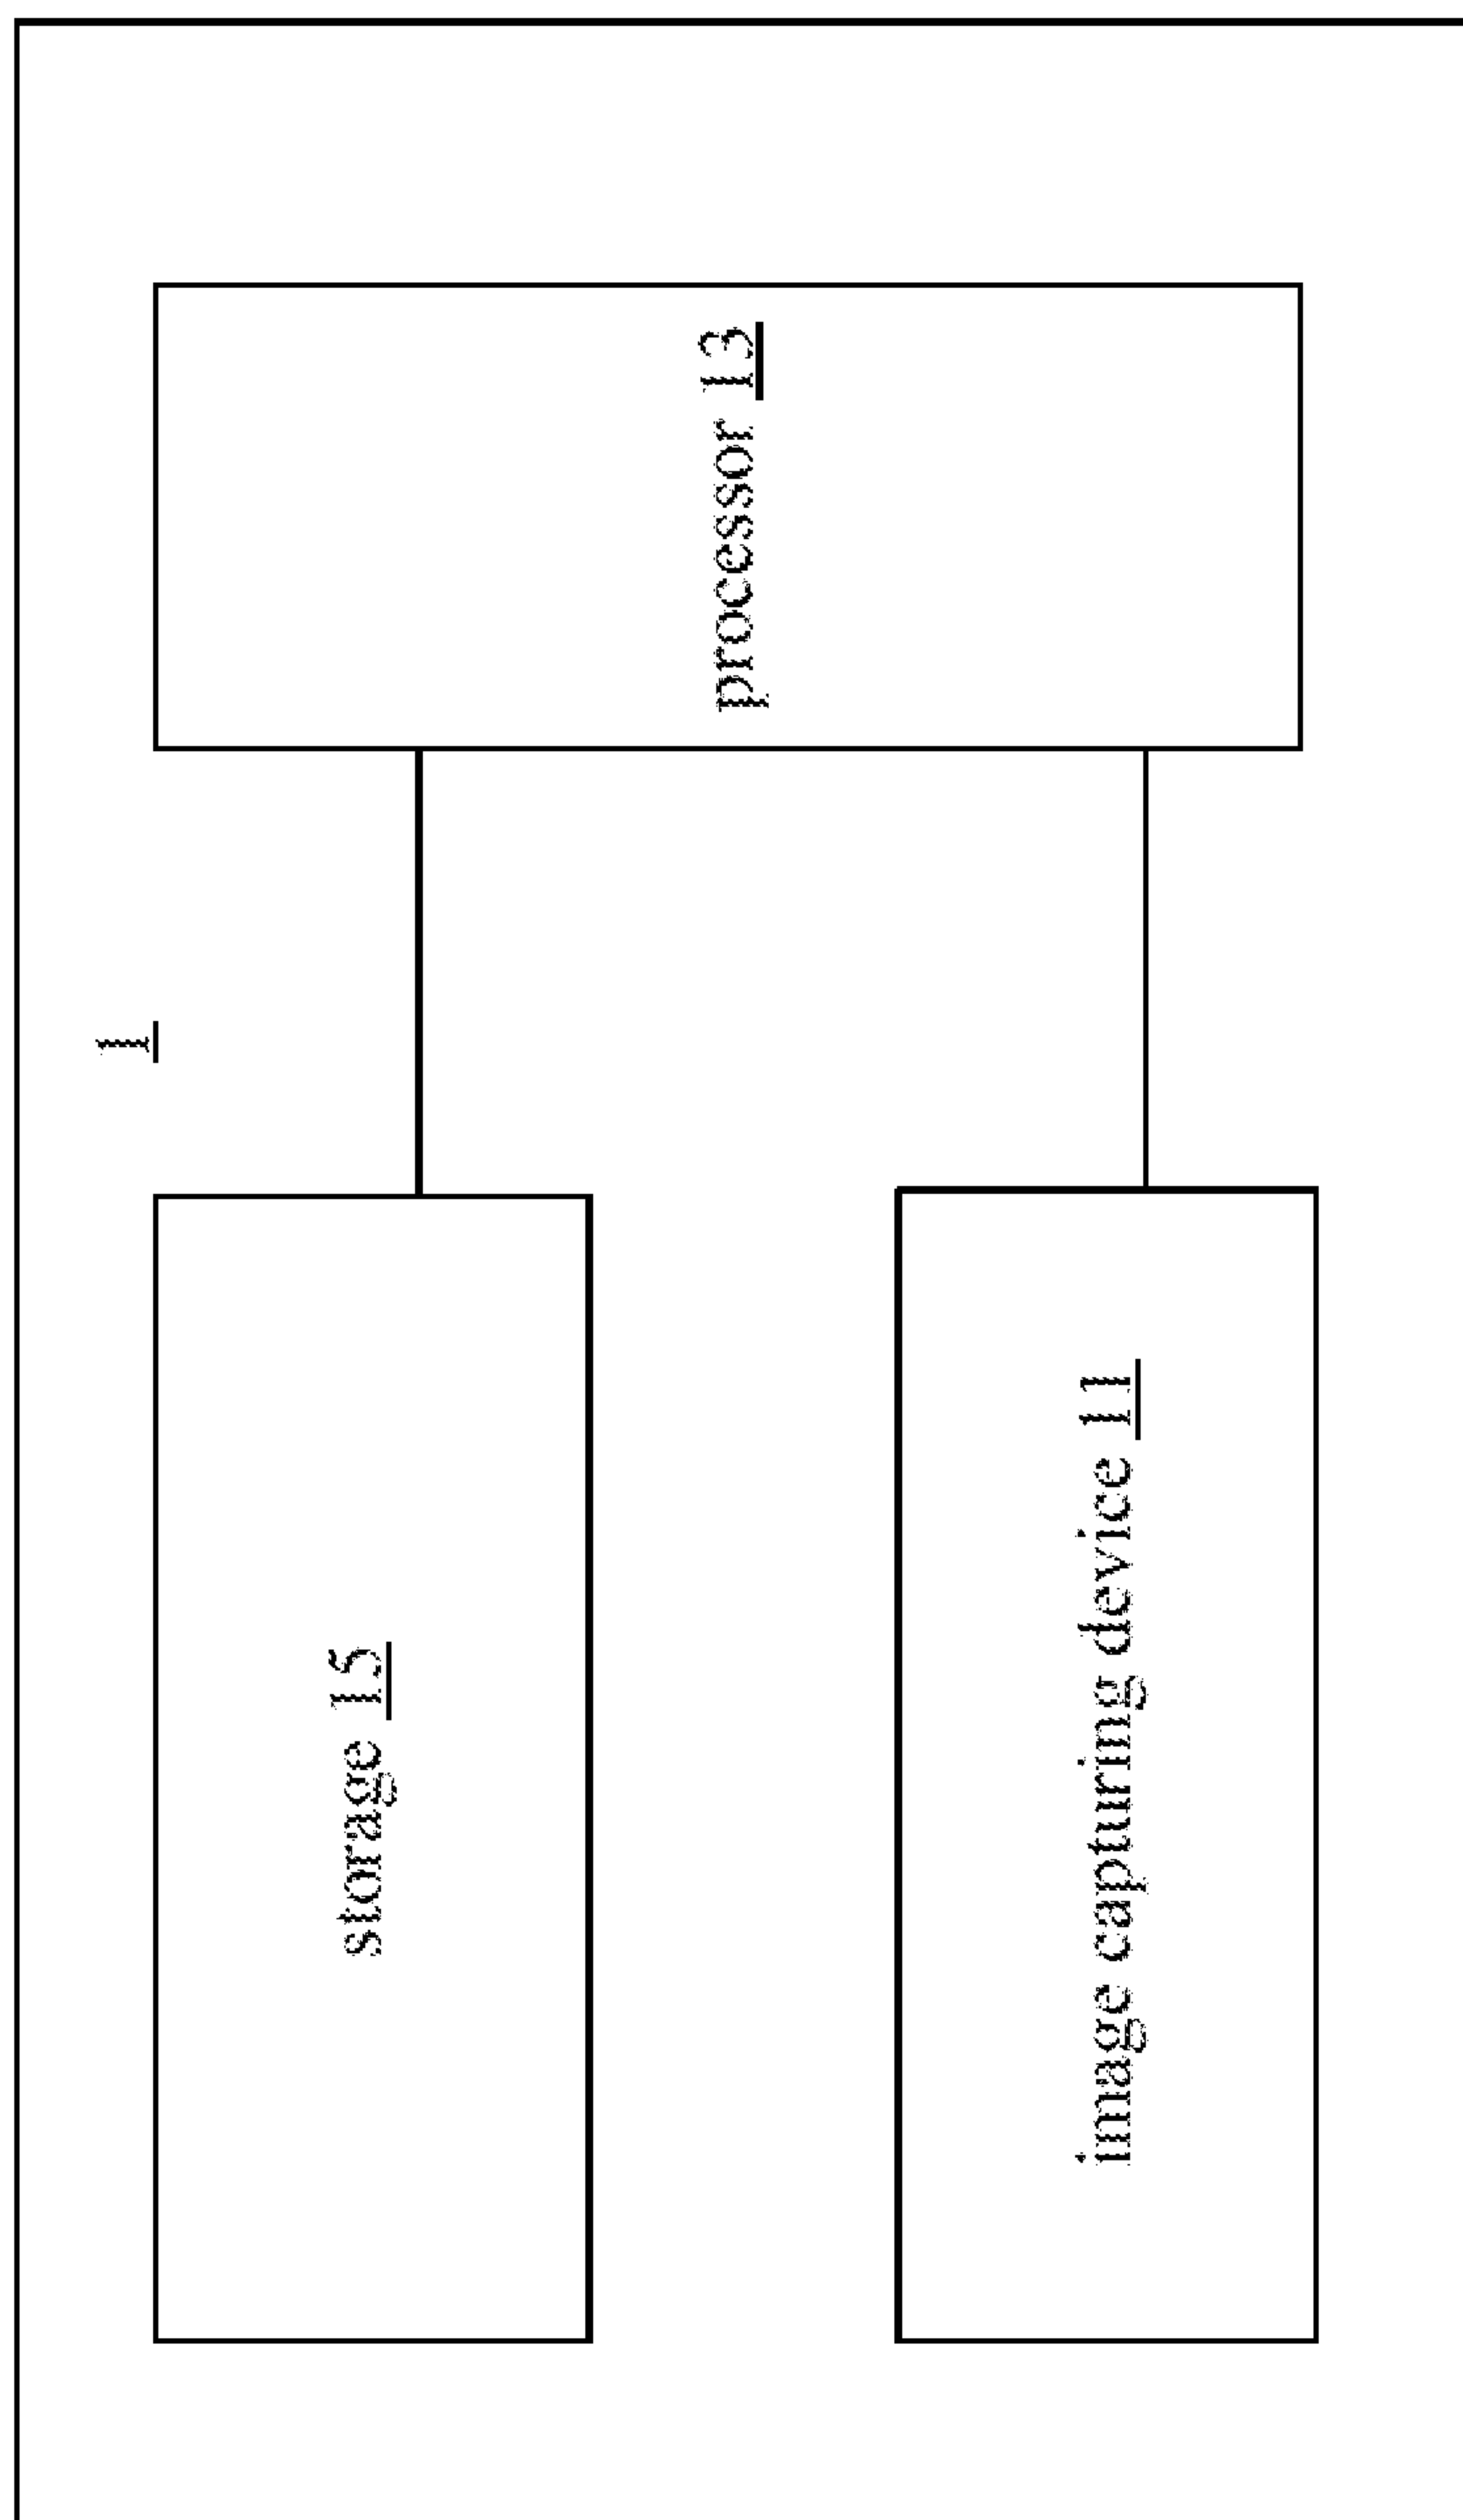 1
storage 15
processor 13
image capturing device 11